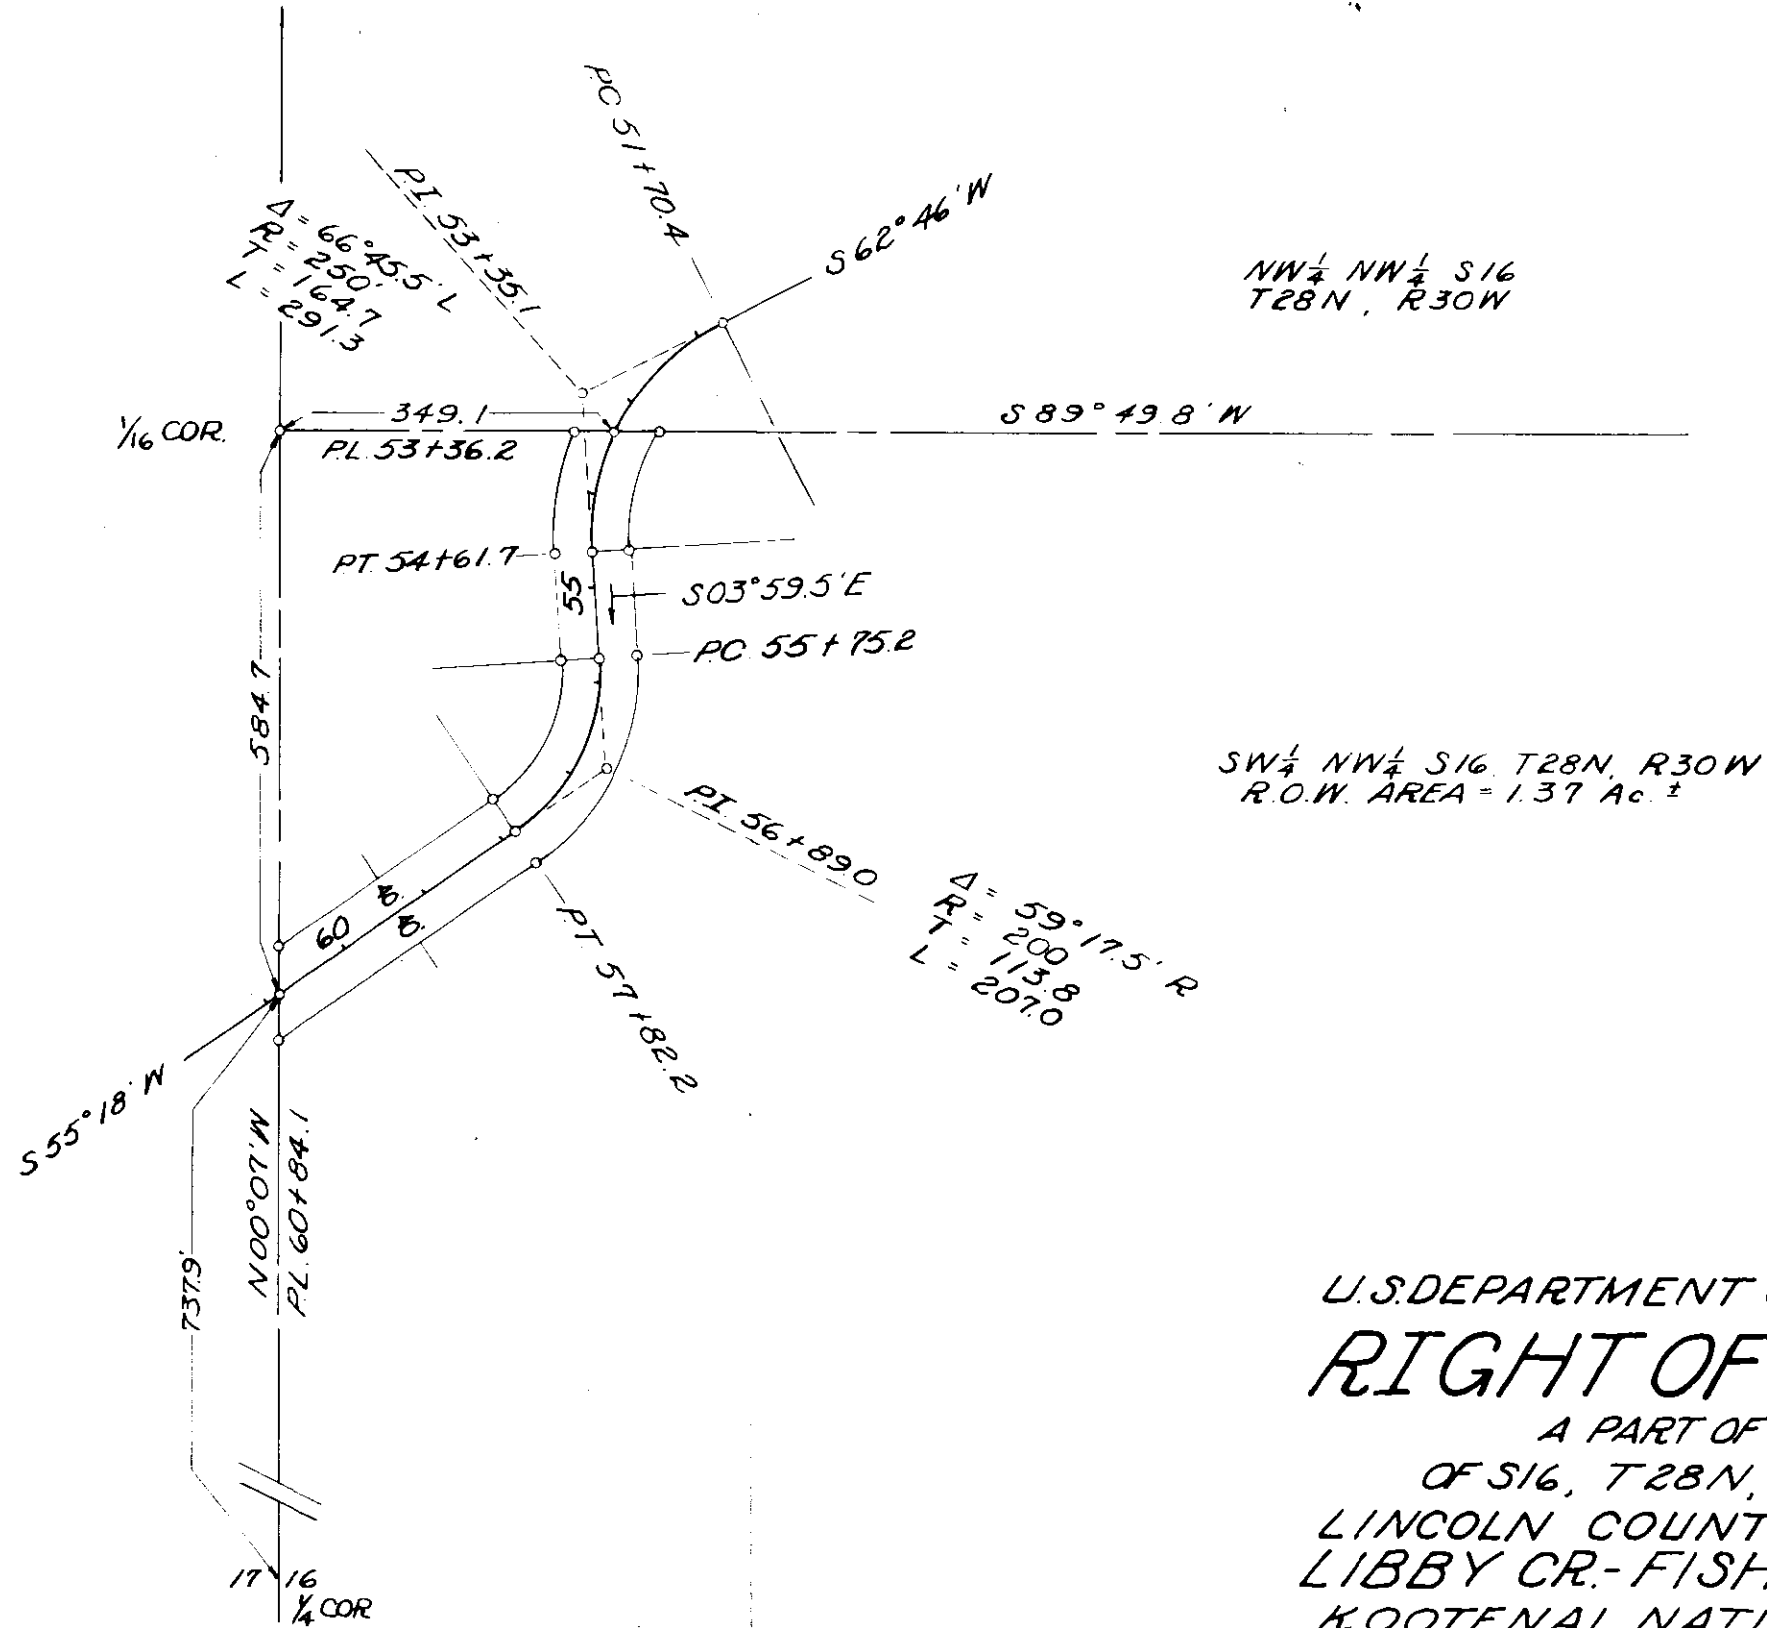 PC 51+70.4
P.I. 53+35.1
S 62° 46' W
Δ = 66°45.5' L
R = 250'
T = 164.7
L = 291.3
NW¼ NW¼ S16
T28N, R30W
349.1
S 89° 49.8' W
1/16 COR.
P.L. 53+36.2
PT. 54+61.7
55
S 03° 59.5' E
P.C. 55+75.2
584.7
SW¼ NW¼ S16, T28N, R30W
R.O.W. AREA = 1.37 Ac. ±
P.I. 56+89.0
Δ = 59°17.5' R
R = 200
T = 113.8
L = 207.0
60
PT. 57+82.2
S 55° 18' W
N 00° 07' W
P.L. 60+84.1
737.9'
17 16
¼ COR
U.S. DEPARTMENT
RIGHT OF
A PART OF
OF S16, T28N,
LINCOLN COUNT
LIBBY CR.- FISH
KOOTENAI NATI